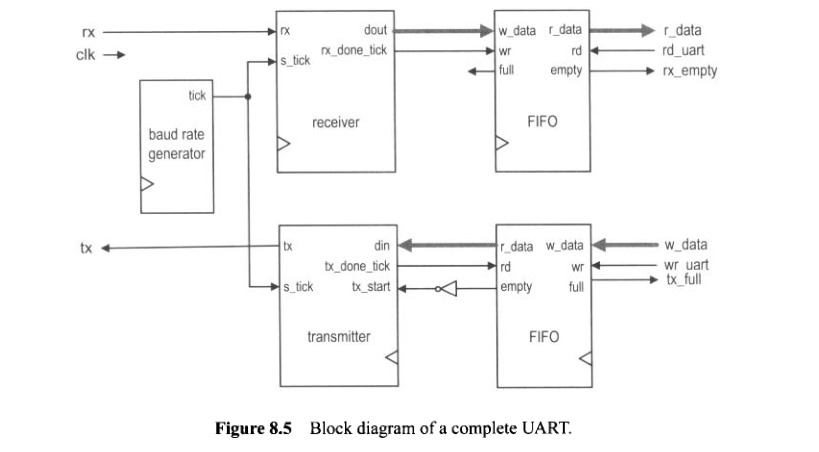 rx
clk
rx dout
s_tick rx_done_tick
receiver
w_data r_data
wr rd
full empty
FIFO
r_data
rd_uart
rx_empty
tick
baud rate
generator
tx
tx din
tx_done_tick
s_tick tx_start
transmitter
r_data w_data
rd wr
empty full
FIFO
w_data
wr_uart
tx_full
Figure 8.5 Block diagram of a complete UART.